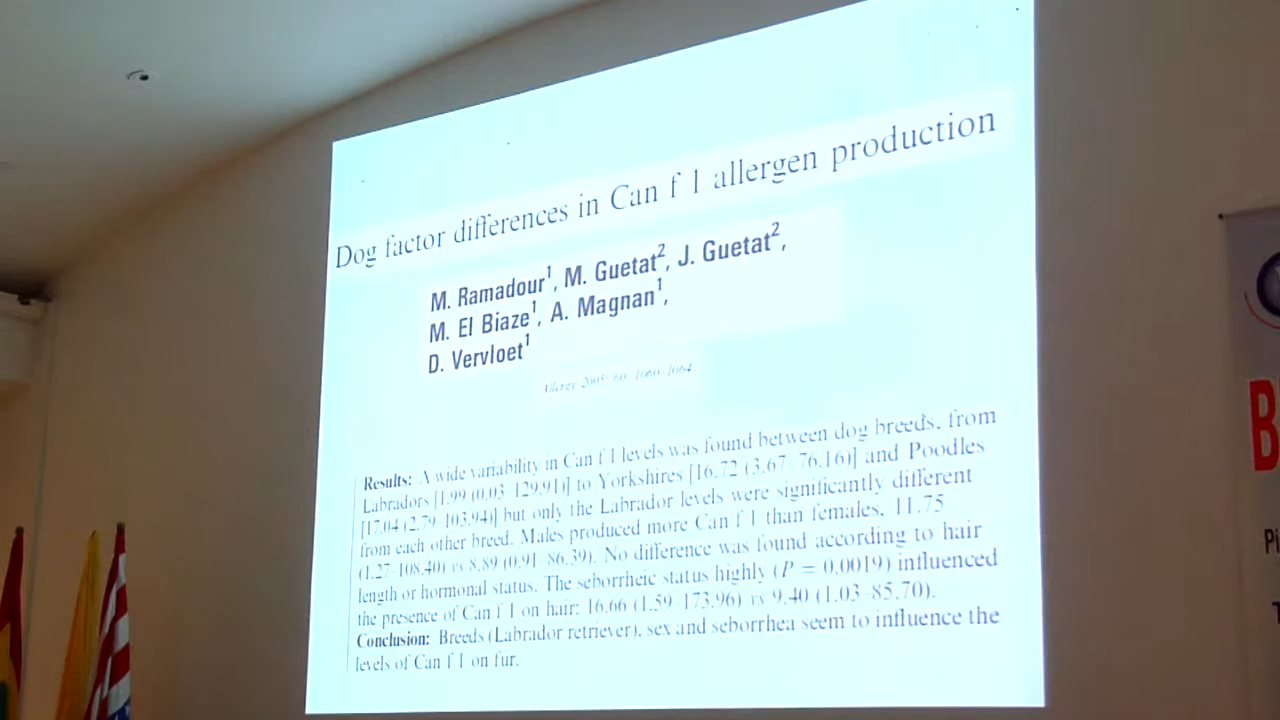 Dog factor differences in Can f 1 allergen production
M. Ramadour1, M. Guetat2, J. Guetat2,
M. El Biaze1, A. Magnan1,
D. Vervloet1
Allergy 2005: 60: 1060–1064
Results: A wide variability in Can f 1 levels was found between dog breeds, from
Labradors [1.99 (0.03–129.91)] to Yorkshires [16.72 (3.67–76.16)] and Poodles
[17.04 (2.79–103.94)] but only the Labrador levels were significantly different
from each other breed. Males produced more Can f 1 than females, 11.75
(1.27–108.40) vs 8.89 (0.91–86.39). No difference was found according to hair
length or hormonal status. The seborrheic status highly (P = 0.0019) influenced
the presence of Can f 1 on hair: 16.66 (1.59–173.96) vs 9.40 (1.03–85.70).
Conclusion: Breeds (Labrador retriever), sex and seborrhea seem to influence the
levels of Can f 1 on fur.
B